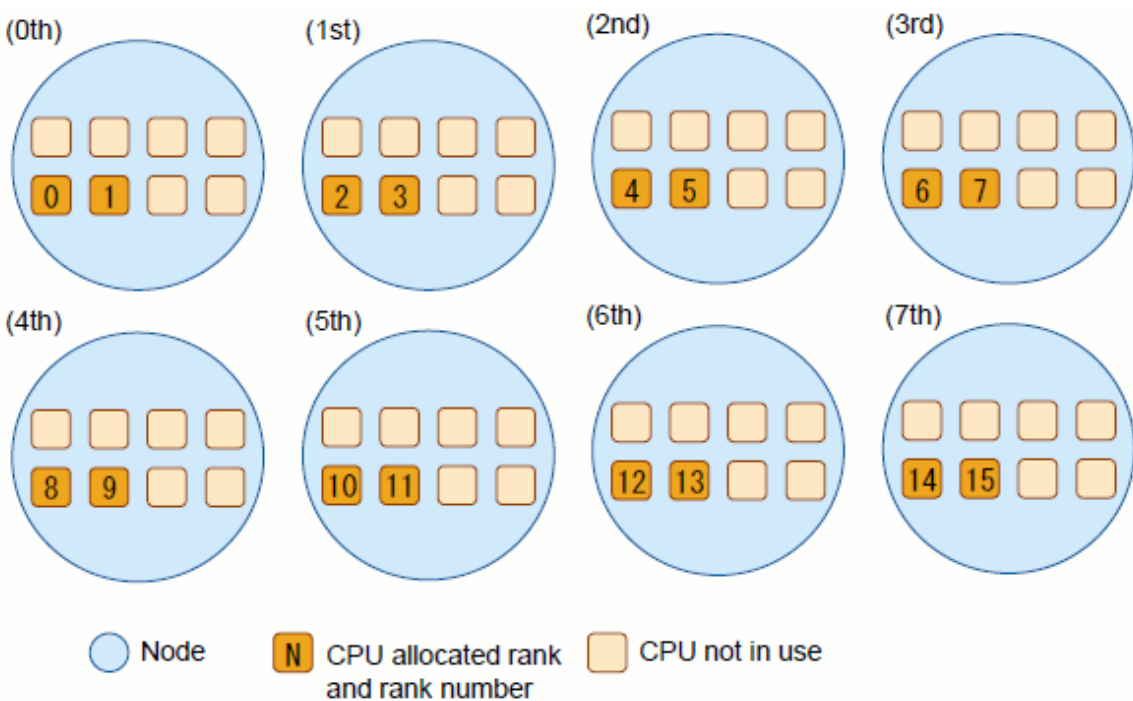 (0th) (1st) (2nd) (3rd)
0 1 2 3 4 5 6 7
(4th) (5th) (6th) (7th)
8 9 10 11 12 13 14 15
Node N CPU allocated rank CPU not in use
and rank number